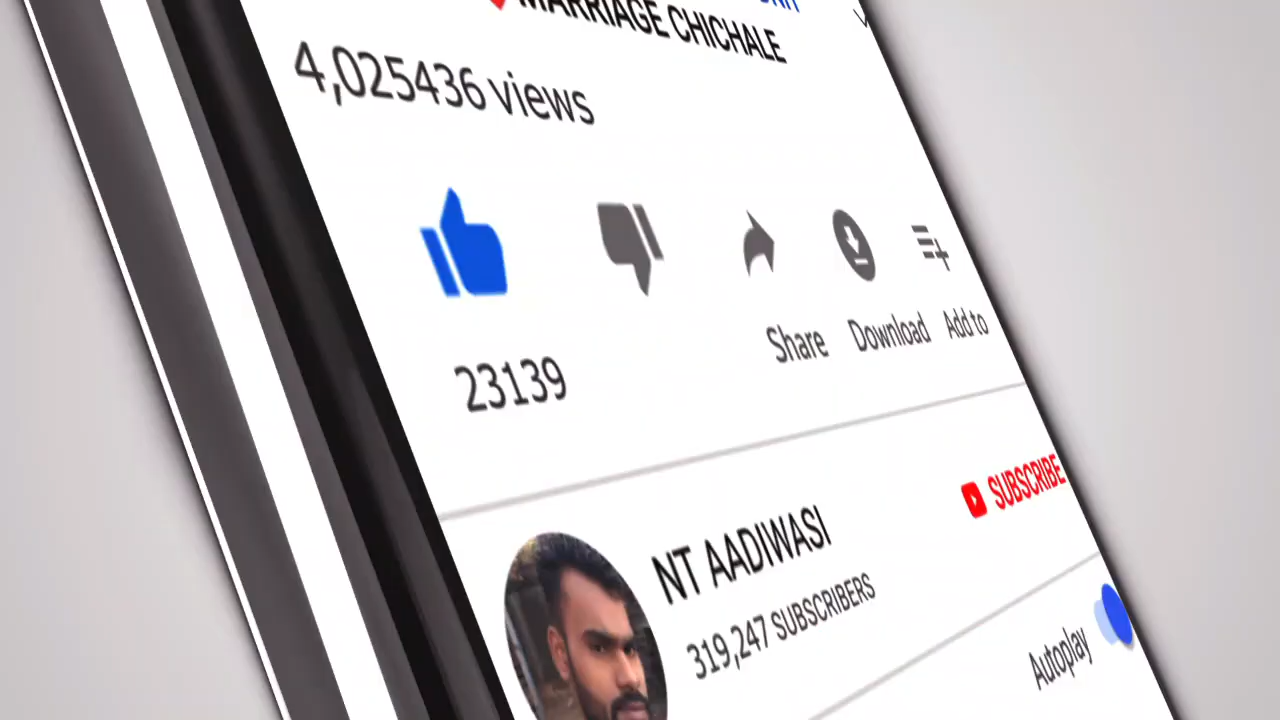 MARRIAGE CHICHALE
4,025436 views
23139
Share
Download
Add to
NT AADIWASI
319,247 SUBSCRIBERS
SUBSCRIBE
Autoplay